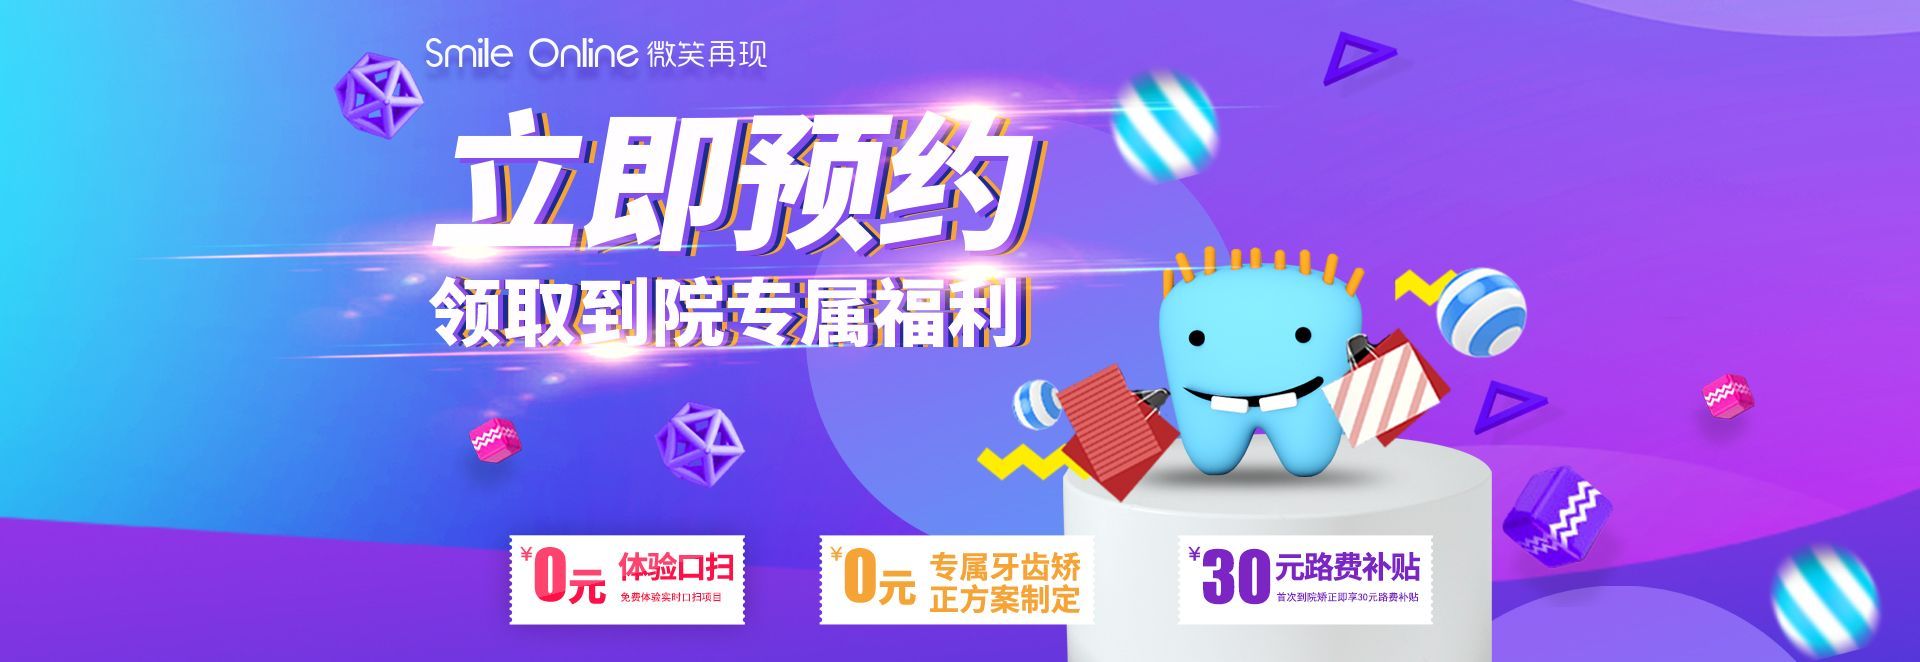 Smile Online 微笑再现
立即预约
领取到院专属福利
¥0元 体验口扫
免费体验实时口扫项目
¥0元 专属牙齿矫
正方案制定
¥30元路费补贴
首次到院矫正即享30元路费补贴